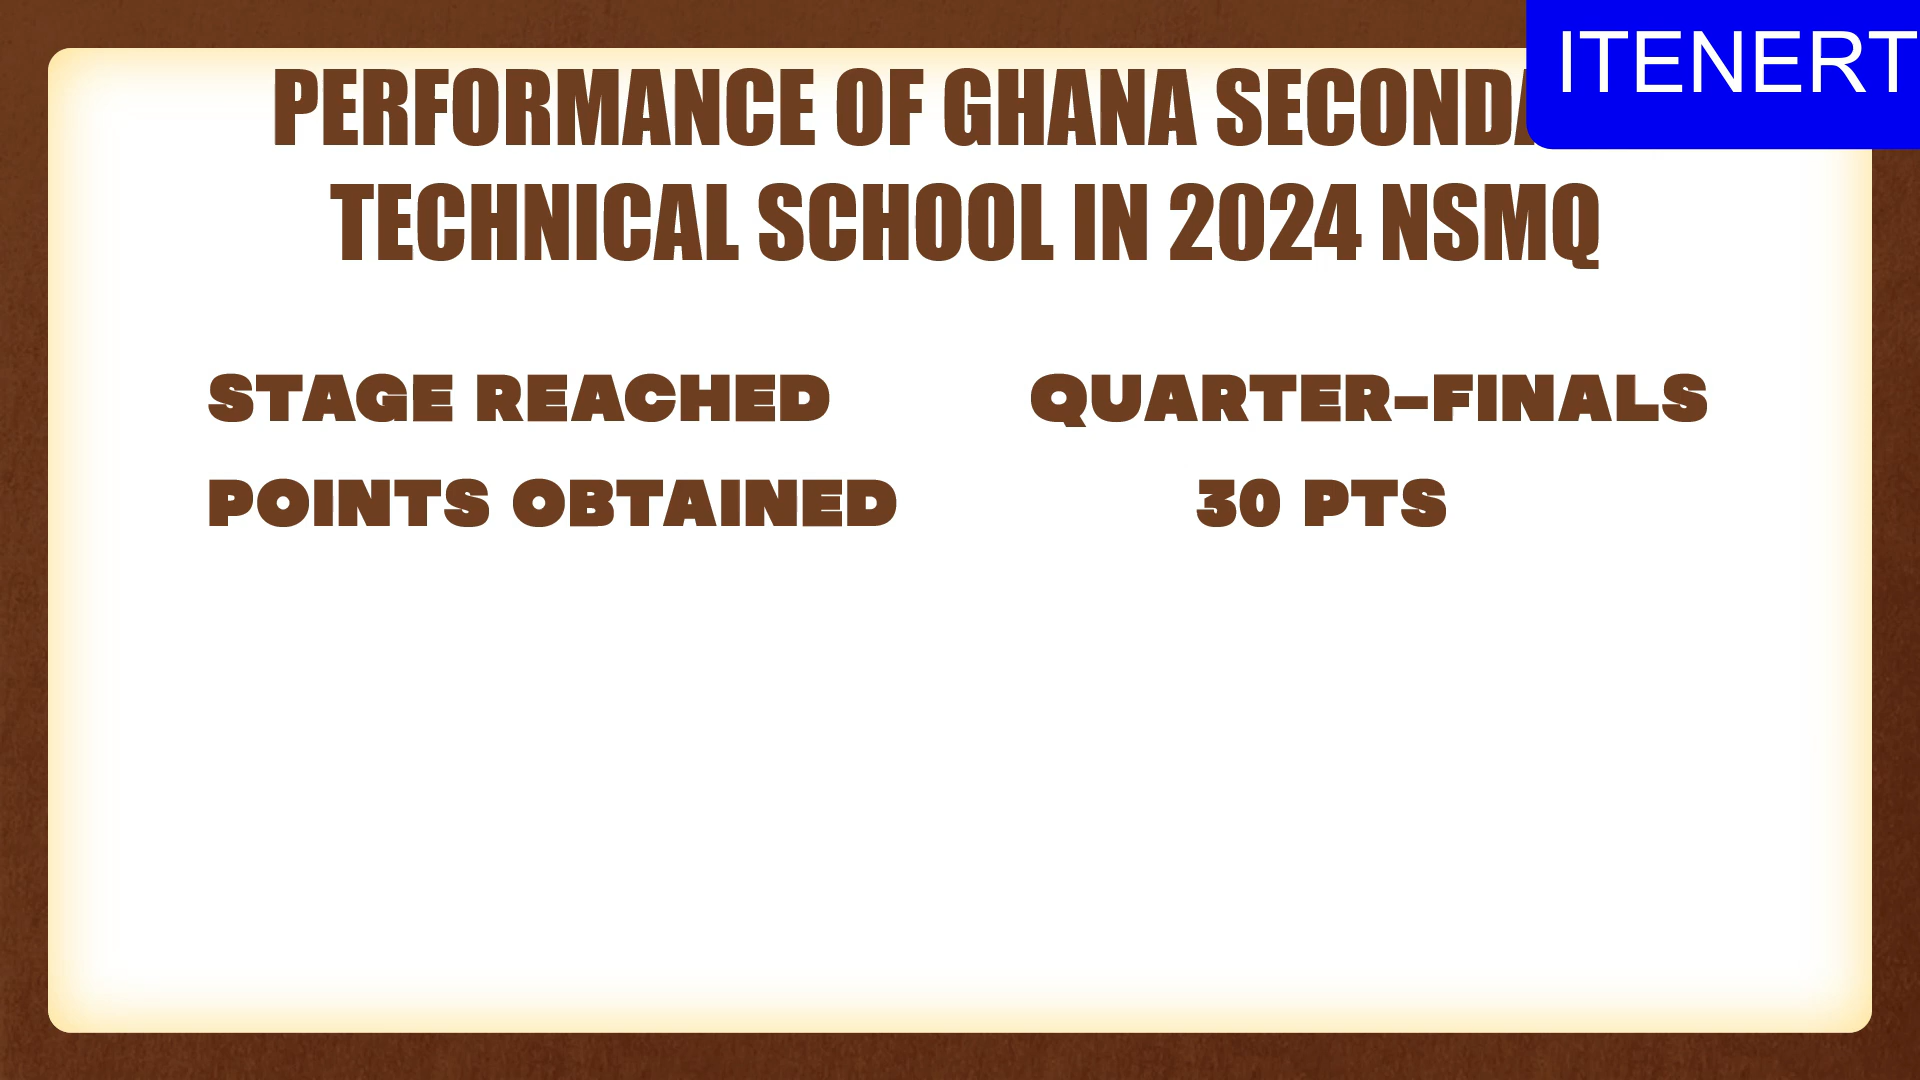 PERFORMANCE OF GHANA
TECHNICAL SCHOOL IN 2024 NSMQ
ITENERT
STAGE REACHED QUARTER-FINALS
POINTS OBTAINED 30 PTS